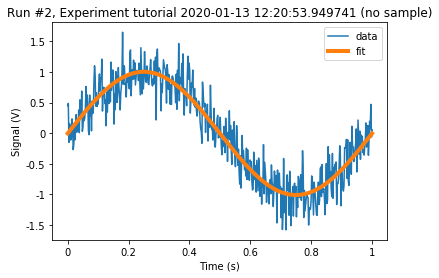 Run #2, Experiment tutorial 2020-01-13 12:20:53.949741 (no sample)
data
fit
1.5
1
0.5
0
-0.5
-1
-1.5
Signal (V)
0
0.2
0.4
0.6
0.8
1
Time (s)